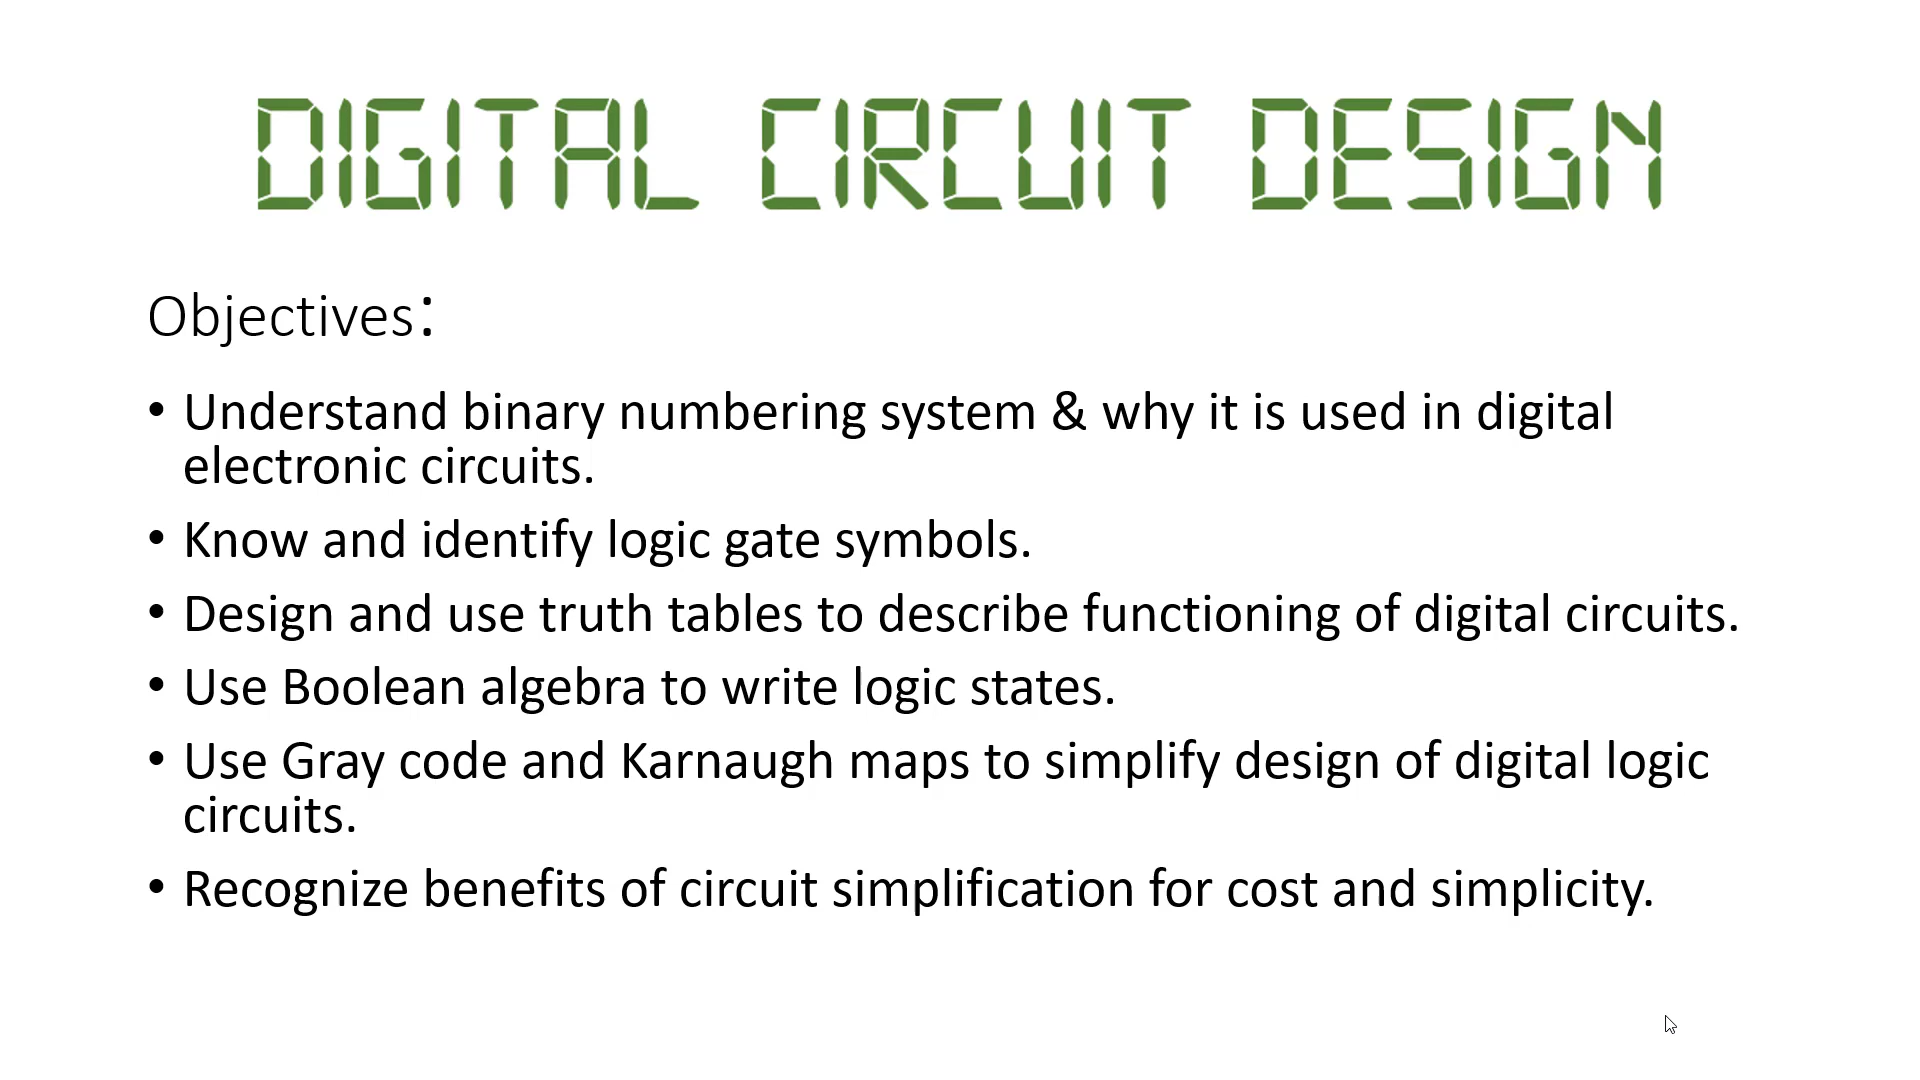 DIGITAL CIRCUIT DESIGN
Objectives:
• Understand binary numbering system & why it is used in digital
electronic circuits.
• Know and identify logic gate symbols.
• Design and use truth tables to describe functioning of digital circuits.
• Use Boolean algebra to write logic states.
• Use Gray code and Karnaugh maps to simplify design of digital logic
circuits.
• Recognize benefits of circuit simplification for cost and simplicity.